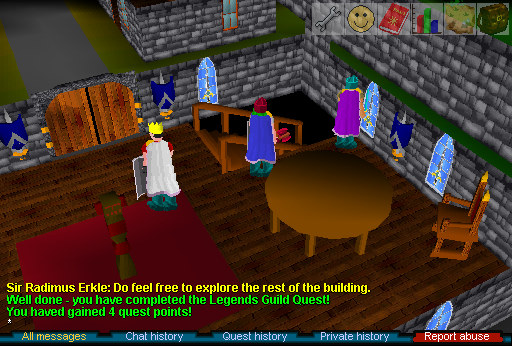 Sir Radimus Erkle: Do feel free to explore the rest of the building.
Well done - you have completed the Legends Guild Quest!
You haved gained 4 quest points!
*
All messages Chat history Quest history Private history Report abuse